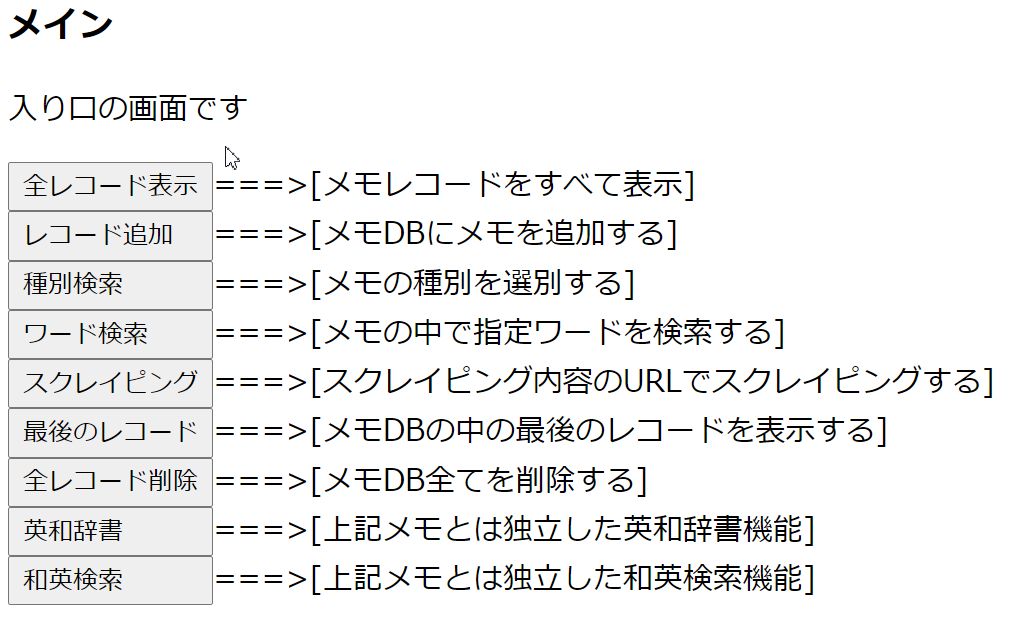 メイン
入り口の画面です
全レコード表示 ===>[メモレコードをすべて表示]
レコード追加 ===>[メモDBにメモを追加する]
種別検索 ===>[メモの種別を選別する]
ワード検索 ===>[メモの中で指定ワードを検索する]
スクレイピング ===>[スクレイピング内容のURLでスクレイピングする]
最後のレコード ===>[メモDBの中の最後のレコードを表示する]
全レコード削除 ===>[メモDB全てを削除する]
英和辞書 ===>[上記メモとは独立した英和辞書機能]
和英検索 ===>[上記メモとは独立した和英検索機能]